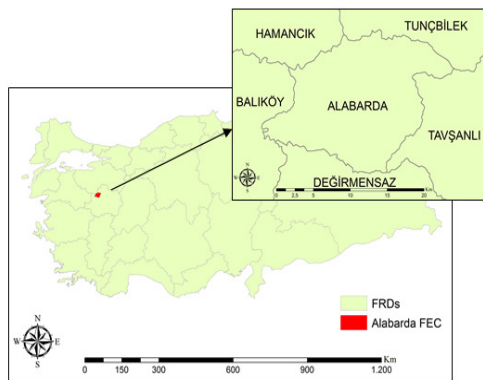 HAMANCIK
TUNÇBİLEK
BALIKÖY
ALABARDA
TAVŞANLI
DEĞİRMENSAZ
0 2,5 5 10 15 20 Km
FRDs
Alabarda FEC
N
W E
S
Km
0 150 300 600 900 1.200